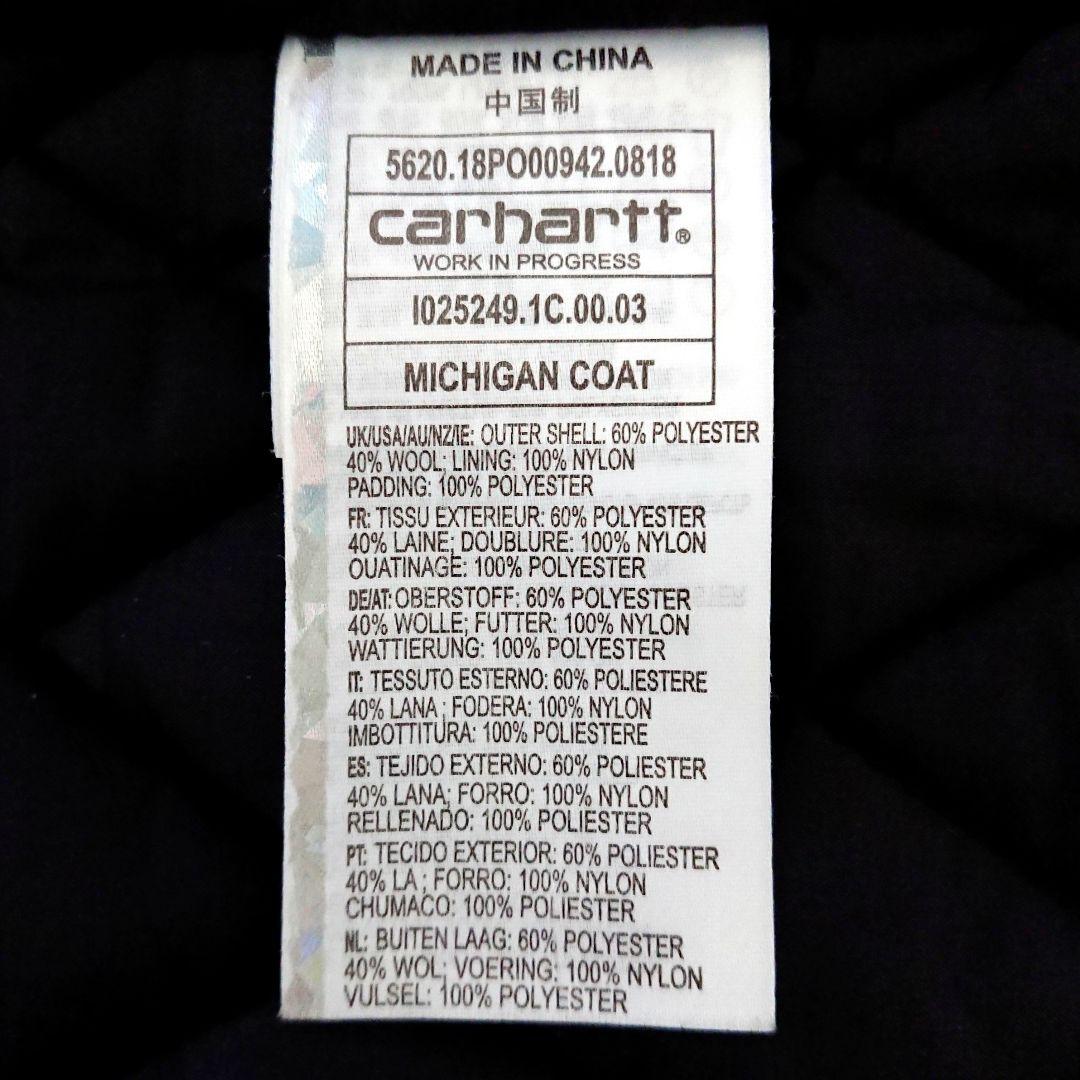 MADE IN CHINA
中国制
5620.18PO00942.0818
carhartt®
WORK IN PROGRESS
I025249.1C.00.03
MICHIGAN COAT
UK/USA/AU/NZ/IE: OUTER SHELL: 60% POLYESTER
40% WOOL; LINING: 100% NYLON
PADDING: 100% POLYESTER
FR: TISSU EXTERIEUR: 60% POLYESTER
40% LAINE; DOUBLURE: 100% NYLON
OUATINAGE: 100% POLYESTER
DE/AT: OBERSTOFF: 60% POLYESTER
40% WOLLE; FUTTER: 100% NYLON
WATTIERUNG: 100% POLYESTER
IT: TESSUTO ESTERNO: 60% POLIESTERE
40% LANA ; FODERA: 100% NYLON
IMBOTTITURA: 100% POLIESTERE
ES: TEJIDO EXTERNO: 60% POLIESTER
40% LANA; FORRO: 100% NYLON
RELLENADO: 100% POLIESTER
PT: TECIDO EXTERIOR: 60% POLIESTER
40% LA ; FORRO: 100% NYLON
CHUMACO: 100% POLIESTER
NL: BUITEN LAAG: 60% POLYESTER
40% WOL; VOERING: 100% NYLON
VULSEL: 100% POLYESTER